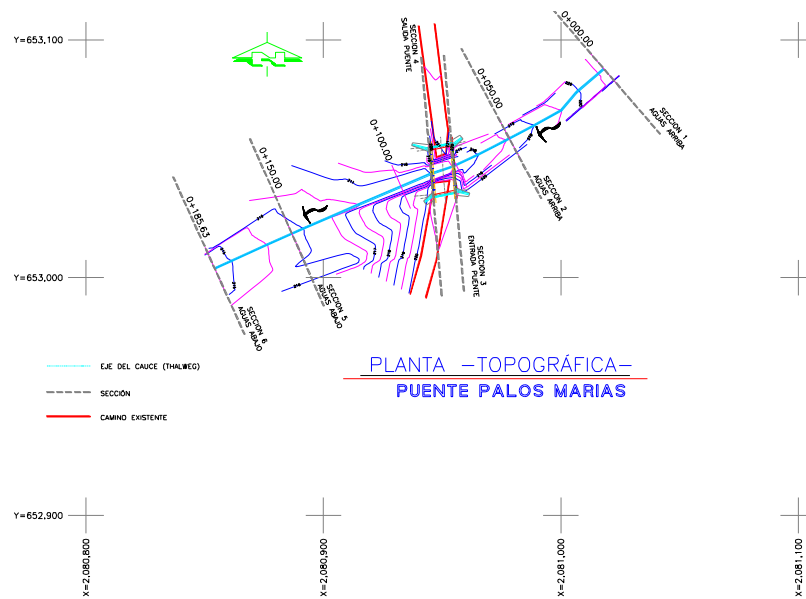 Y=653,100
SECCION 4
SALIDA PUENTE
0+000.00
0+050.00
SECCION 1
AGUAS ARRIBA
0+100.00
0+150.00
SECCION 2
AGUAS ARRIBA
0+185.63
SECCION 3
ENTRADA PUENTE
Y=653,000
SECCION 5
AGUAS ABAJO
SECCION 6
AGUAS ABAJO
EJE DEL CAUCE (THALWEG)
SECCIÓN
CAMINO EXISTENTE
PLANTA -TOPOGRÁFICA-
PUENTE PALOS MARIAS
Y=652,900
X=2,080,800
X=2,080,900
X=2,081,000
X=2,081,100